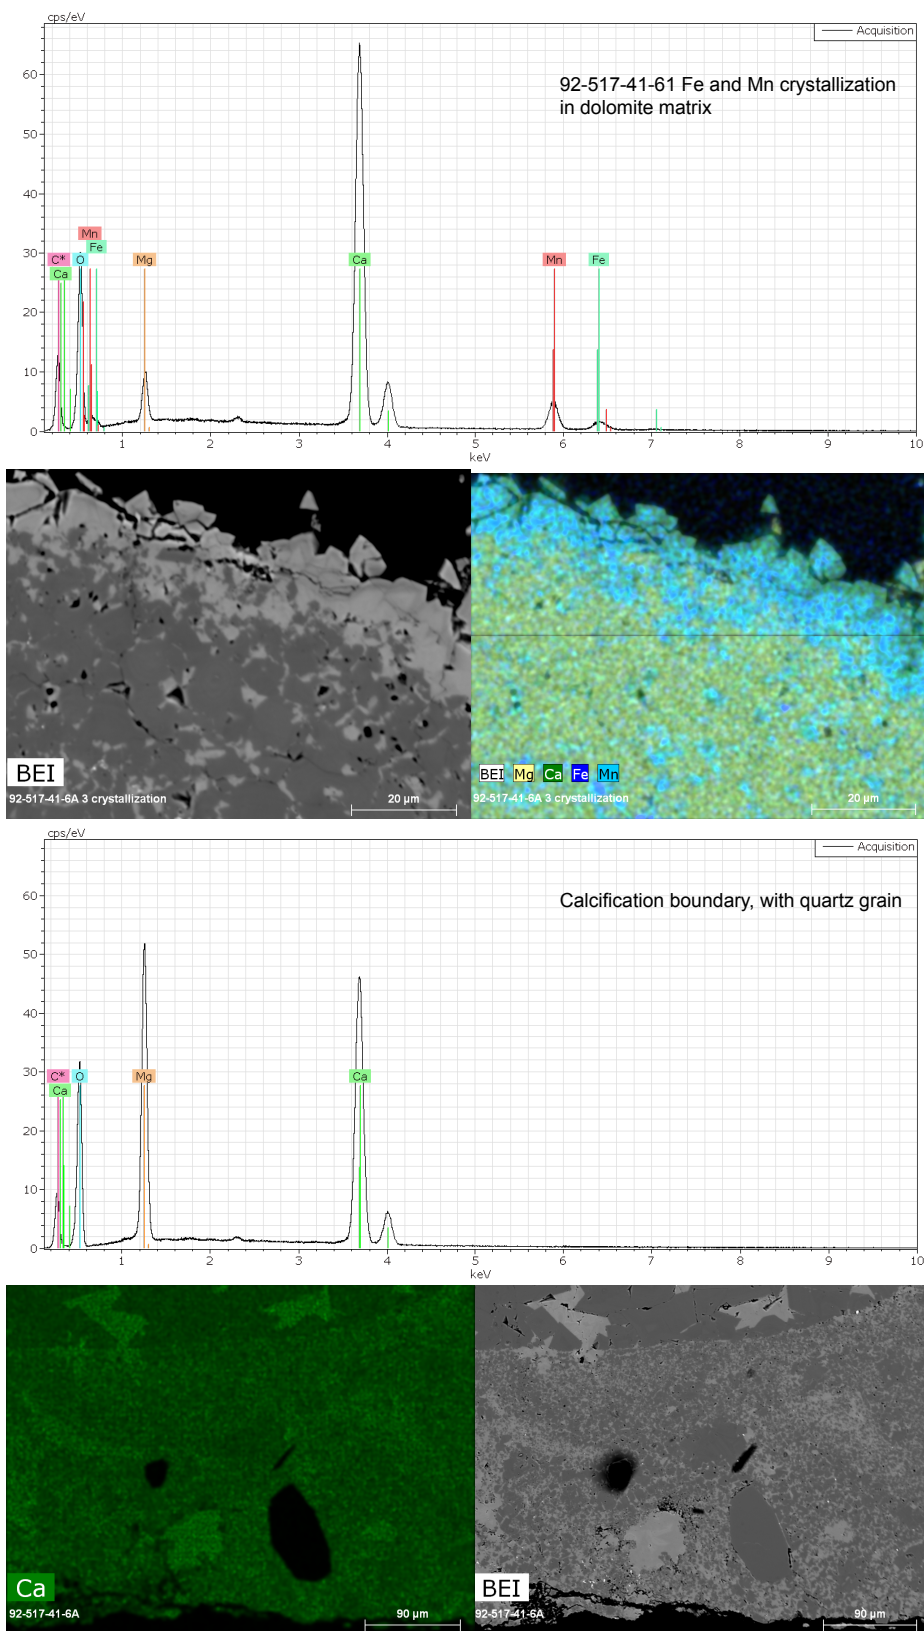 cps/eV
Acquisition
92-517-41-61 Fe and Mn crystallization
in dolomite matrix
60
50
40
30
20
10
0
Mn
Fe
C* O Mg Ca Mn Fe
Ca
1 2 3 4 5 6 7 8 9 10
keV
BEI
92-517-41-6A 3 crystallization
20 µm
BEI Mg Ca Fe Mn
92-517-41-6A 3 crystallization
20 µm
cps/eV
Acquisition
Calcification boundary, with quartz grain
60
50
40
30
20
10
0
C* O Mg Ca
Ca
1 2 3 4 5 6 7 8 9 10
keV
Ca
92-517-41-6A
90 µm
BEI
92-517-41-6A
90 µm